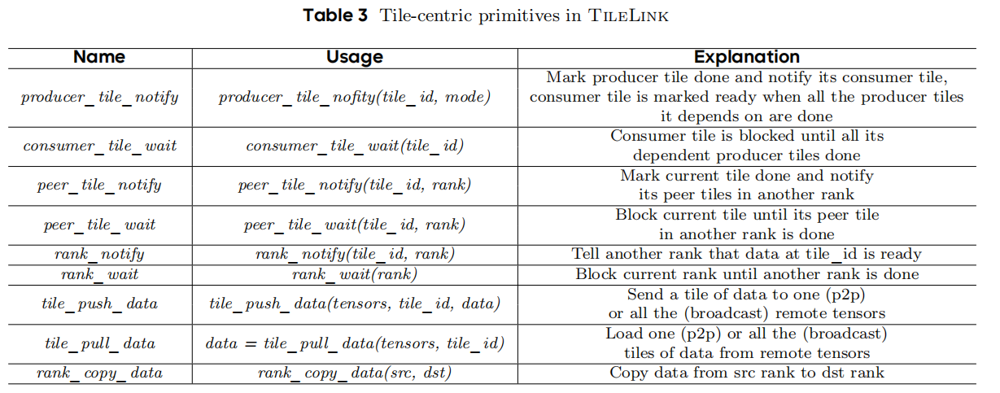 Table 3 Tile-centric primitives in TILELINK
Name Usage Explanation
producer_tile_notify producer_tile_nofity(tile_id, mode) Mark producer tile done and notify its consumer tile,
consumer tile is marked ready when all the producer tiles
it depends on are done
consumer_tile_wait consumer_tile_wait(tile_id) Consumer tile is blocked until all its
dependent producer tiles done
peer_tile_notify peer_tile_notify(tile_id, rank) Mark current tile done and notify
its peer tiles in another rank
peer_tile_wait peer_tile_wait(tile_id, rank) Block current tile until its peer tile
in another rank is done
rank_notify rank_notify(tile_id, rank) Tell another rank that data at tile_id is ready
rank_wait rank_wait(rank) Block current rank until another rank is done
tile_push_data tile_push_data(tensors, tile_id, data) Send a tile of data to one (p2p)
or all the (broadcast) remote tensors
tile_pull_data data = tile_pull_data(tensors, tile_id) Load one (p2p) or all the (broadcast)
tiles of data from remote tensors
rank_copy_data rank_copy_data(src, dst) Copy data from src rank to dst rank